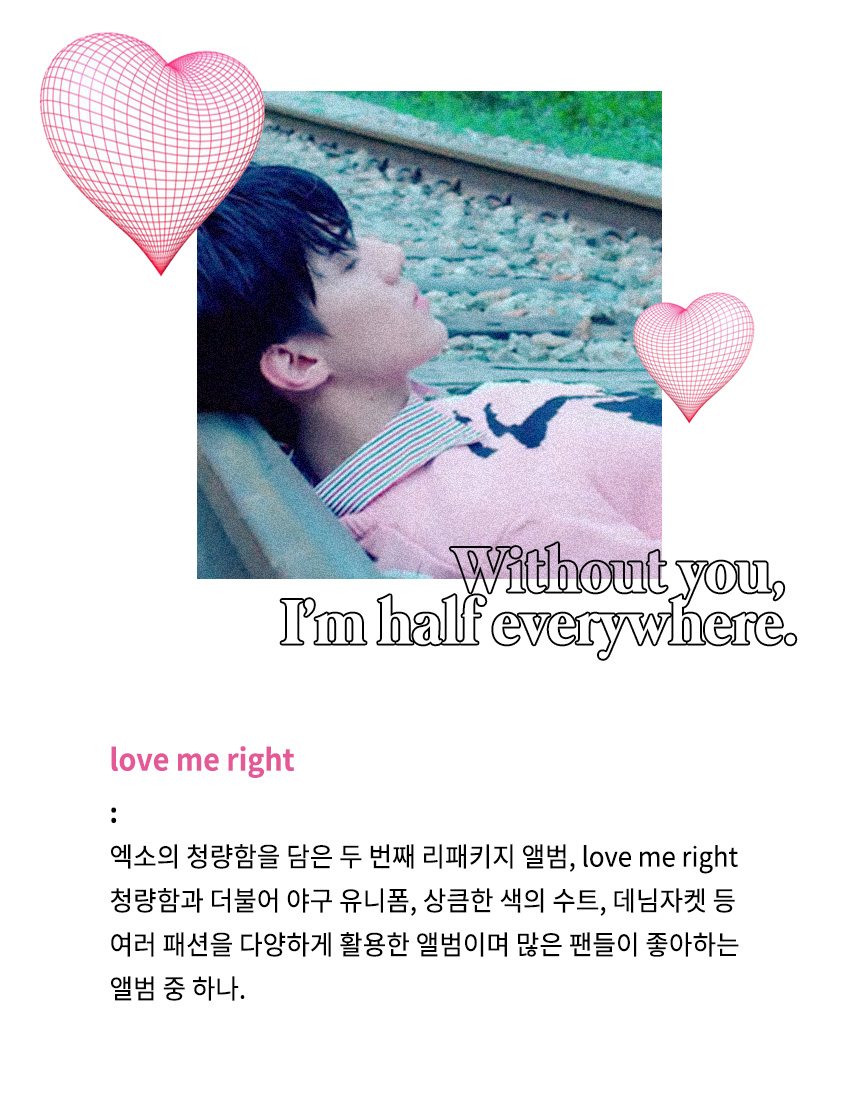 Without you,
I'm half everywhere.
love me right
:
엑소의 청량함을 담은 두 번째 리패키지 앨범, love me right
청량함과 더불어 야구 유니폼, 상큼한 색의 수트, 데님자켓 등
여러 패션을 다양하게 활용한 앨범이며 많은 팬들이 좋아하는
앨범 중 하나.